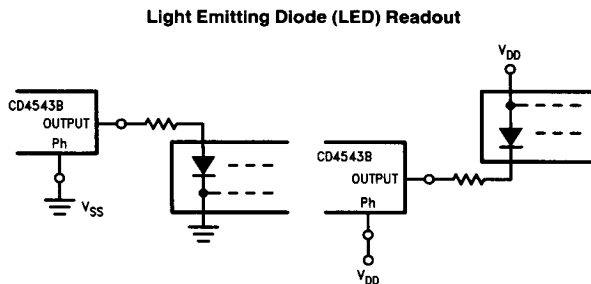 Light Emitting Diode (LED) Readout
CD4543B
OUTPUT
Ph
VSS
VDD
CD4543B
OUTPUT
Ph
VDD